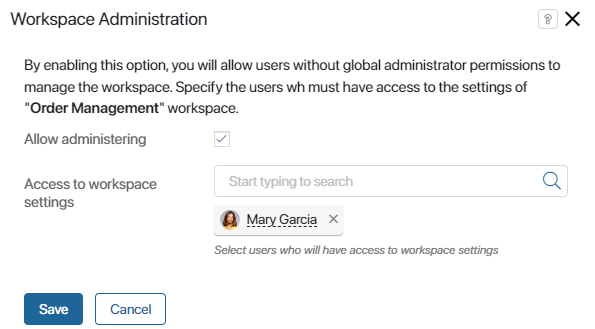 Workspace Administration
?
By enabling this option, you will allow users without global administrator permissions to
manage the workspace. Specify the users wh must have access to the settings of
"Order Management" workspace.
Allow administering
Access to workspace
settings
Start typing to search
Mary Garcia
Select users who will have access to workspace settings
Save
Cancel